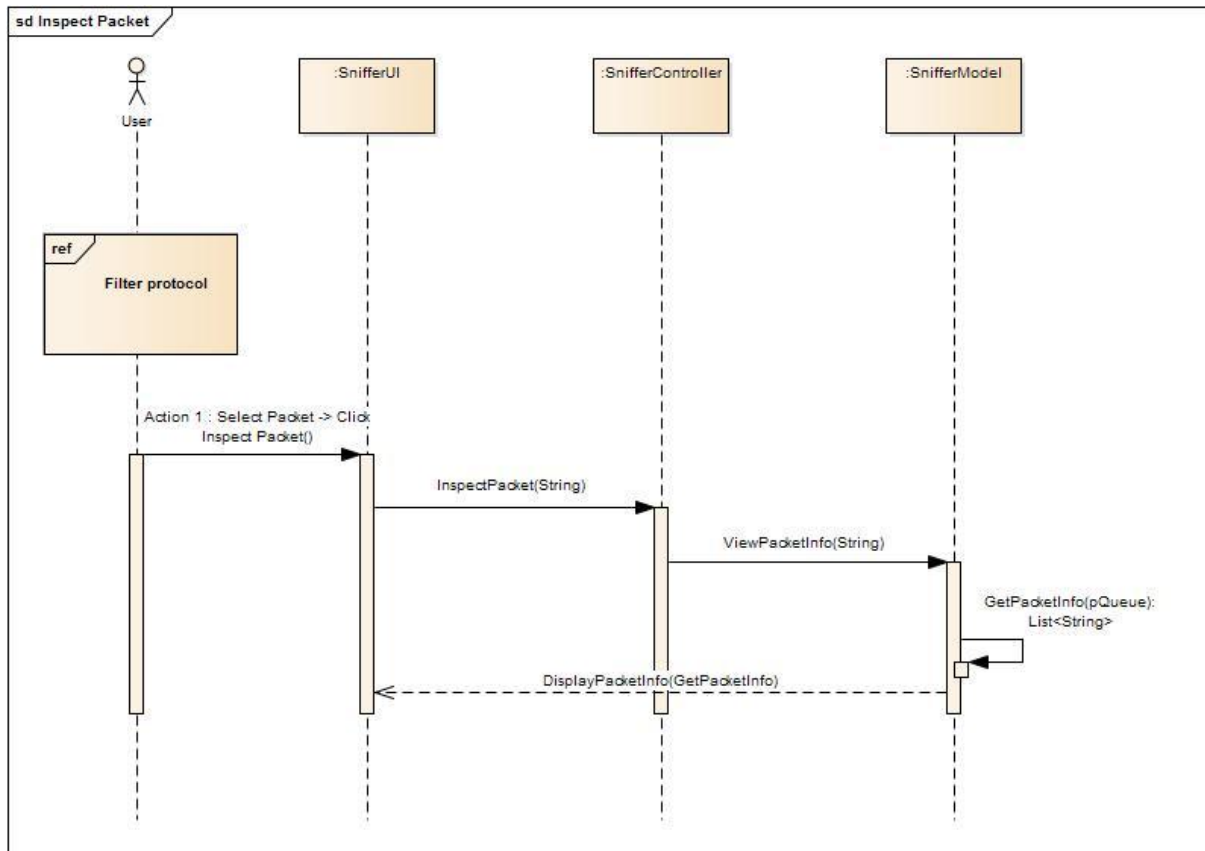 sd Inspect Packet
User
:SnifferUI
:SnifferController
:SnifferModel
ref
Filter protocol
Action 1 : Select Packet -> Click
Inspect Packet()
InspectPacket(String)
ViewPacketInfo(String)
GetPacketInfo(pQueue):
List<String>
DisplayPacketInfo(GetPacketInfo)